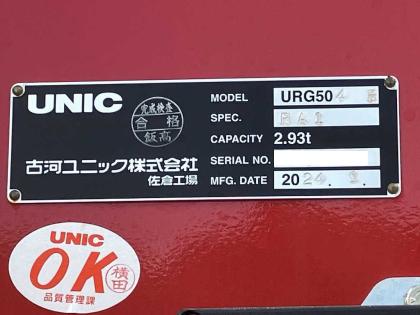 UNIC
完成検査
合格
飯高
古河ユニック株式会社
佐倉工場
MODEL URG504
SPEC.
CAPACITY 2.93t
SERIAL NO.
MFG. DATE 2024.
UNIC
OK
横田
品質管理課